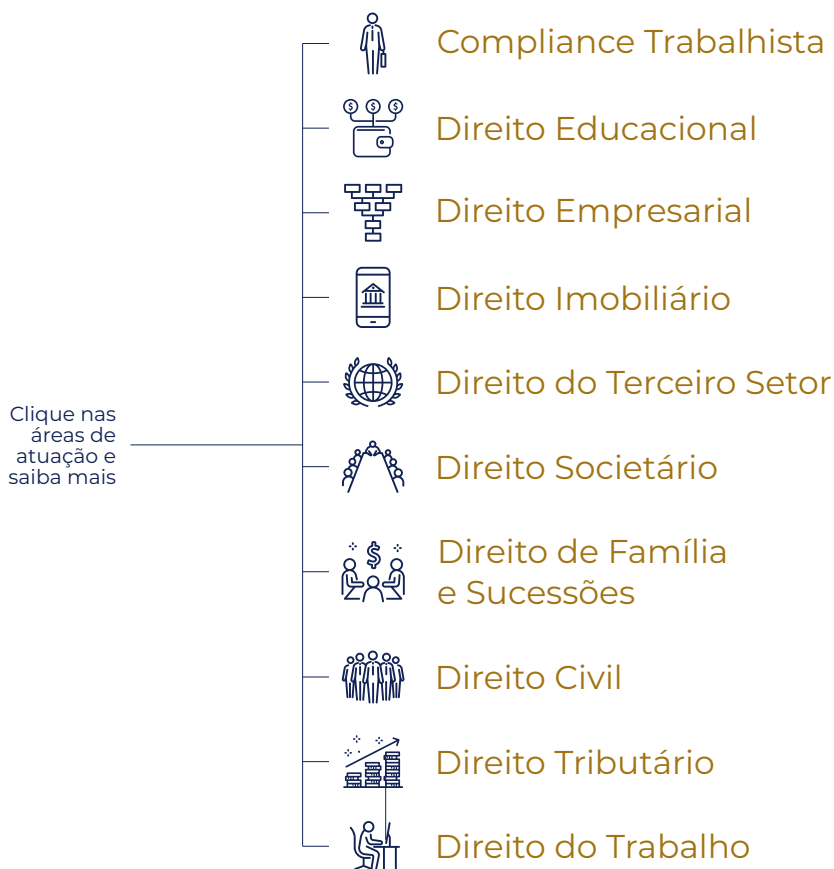 Compliance Trabalhista
Direito Educacional
Direito Empresarial
Direito Imobiliário
Direito do Terceiro Setor
Clique nas
áreas de
atuação e
saiba mais
Direito Societário
Direito de Família
e Sucessões
Direito Civil
Direito Tributário
Direito do Trabalho